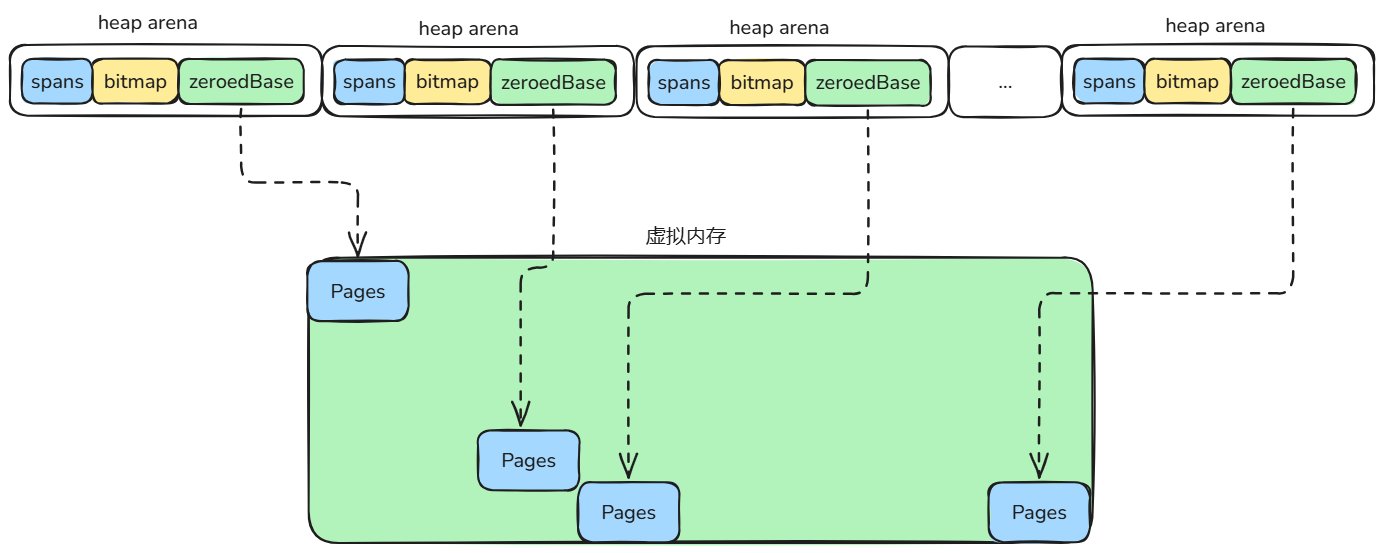 heap arena
heap arena
heap arena
heap arena
spans bitmap zeroedBase
spans bitmap zeroedBase
spans bitmap zeroedBase
...
spans bitmap zeroedBase
虚拟内存
Pages
Pages
Pages
Pages